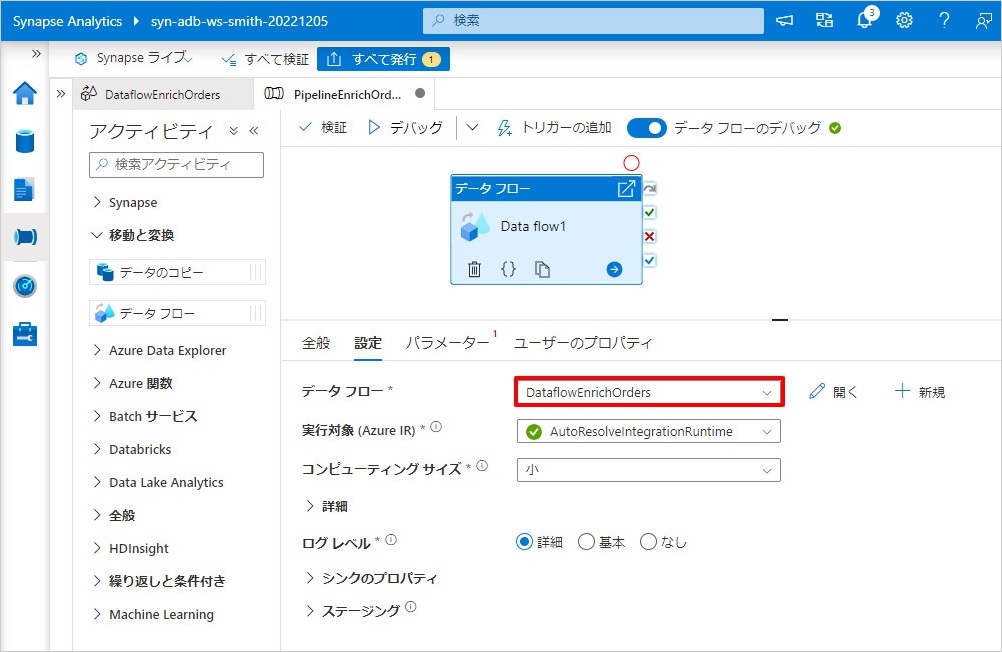 Synapse Analytics
syn-adb-ws-smith-20221205
検索
3
Synapse ライブ
すべて検証
すべて発行 1
DataflowEnrichOrders
PipelineEnrichOrd...
アクティビティ
検索アクティビティ
Synapse
移動と変換
データのコピー
データ フロー
Azure Data Explorer
Azure 関数
Batch サービス
Databricks
Data Lake Analytics
全般
HDInsight
繰り返しと条件付き
Machine Learning
検証
デバッグ
トリガーの追加
データ フローのデバッグ
データ フロー
Data flow1
{}
全般
設定
パラメーター 1
ユーザーのプロパティ
データ フロー *
DataflowEnrichOrders
開く
新規
実行対象 (Azure IR) *
AutoResolveIntegrationRuntime
コンピューティング サイズ *
小
詳細
ログ レベル *
詳細
基本
なし
シンクのプロパティ
ステージング